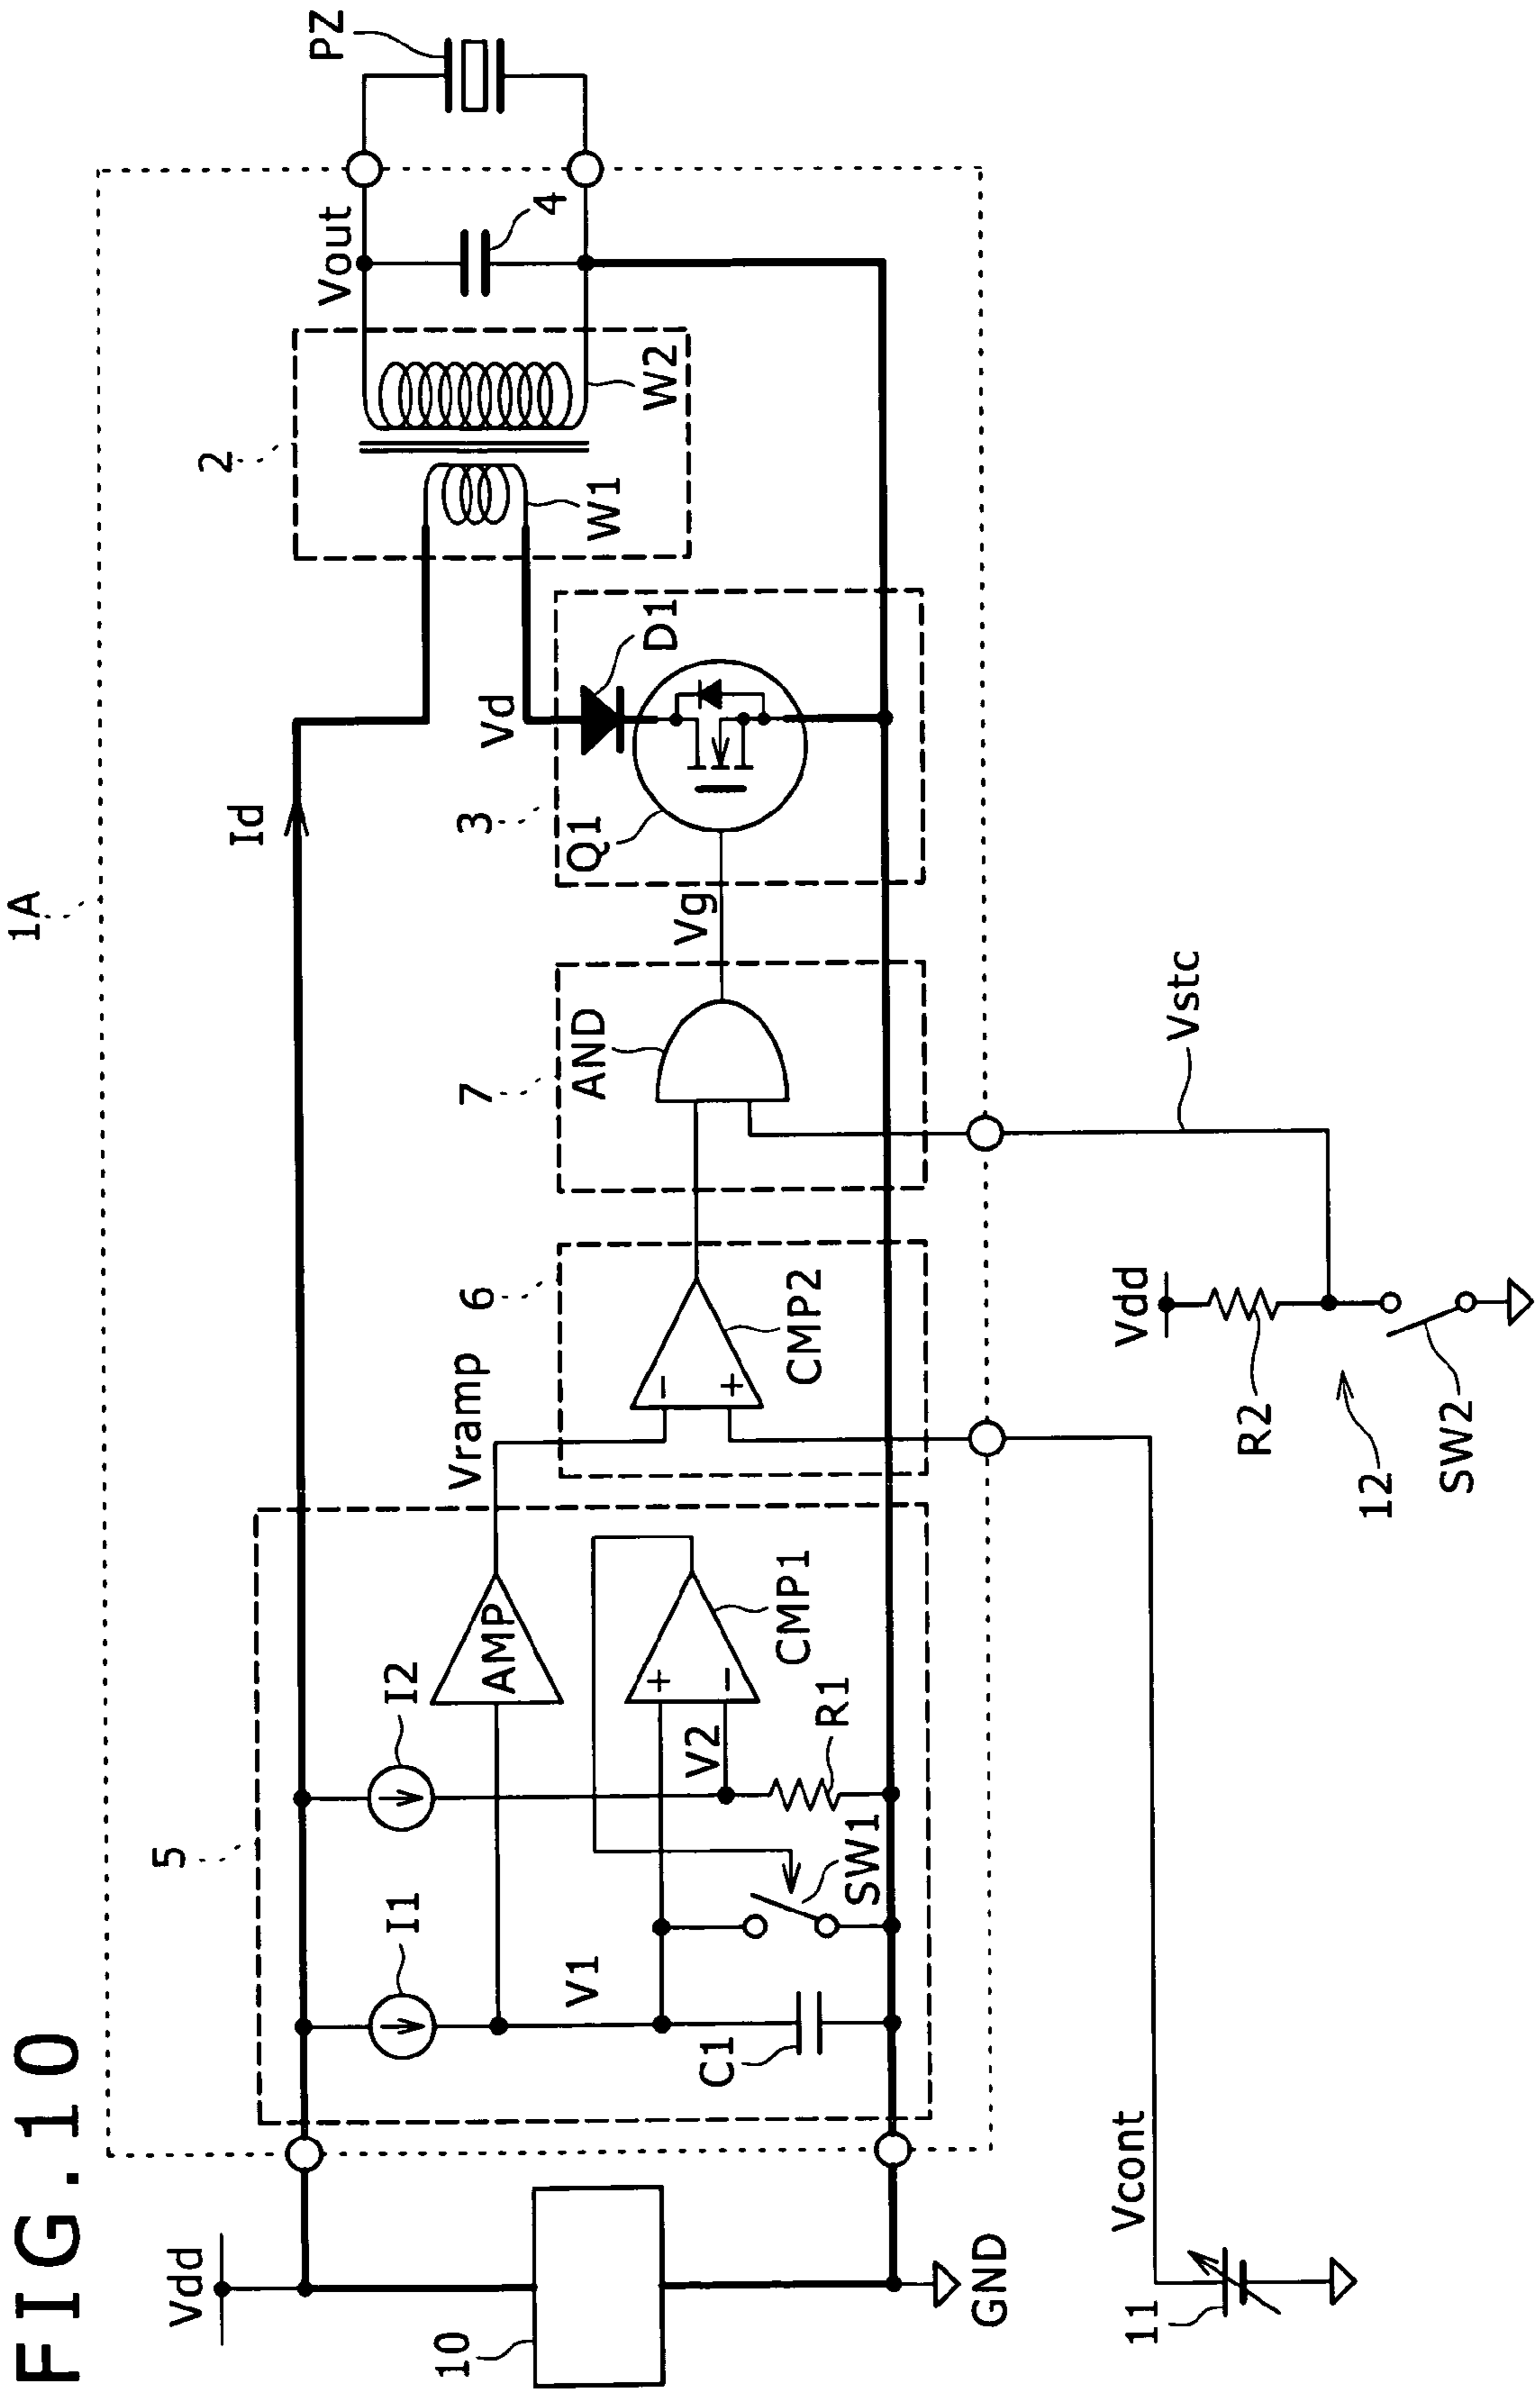 FIG.10
1A
Vdd
10
GND
5
I1
I2
AMP
V1
V2
C1
SW1
R1
CMP1
Vramp
6
CMP2
7
AND
Vg
Id
3
Q1
Vd
D1
2
W1
W2
Vout
4
PZ
11
Vcont
Vdd
R2
12
SW2
Vstc